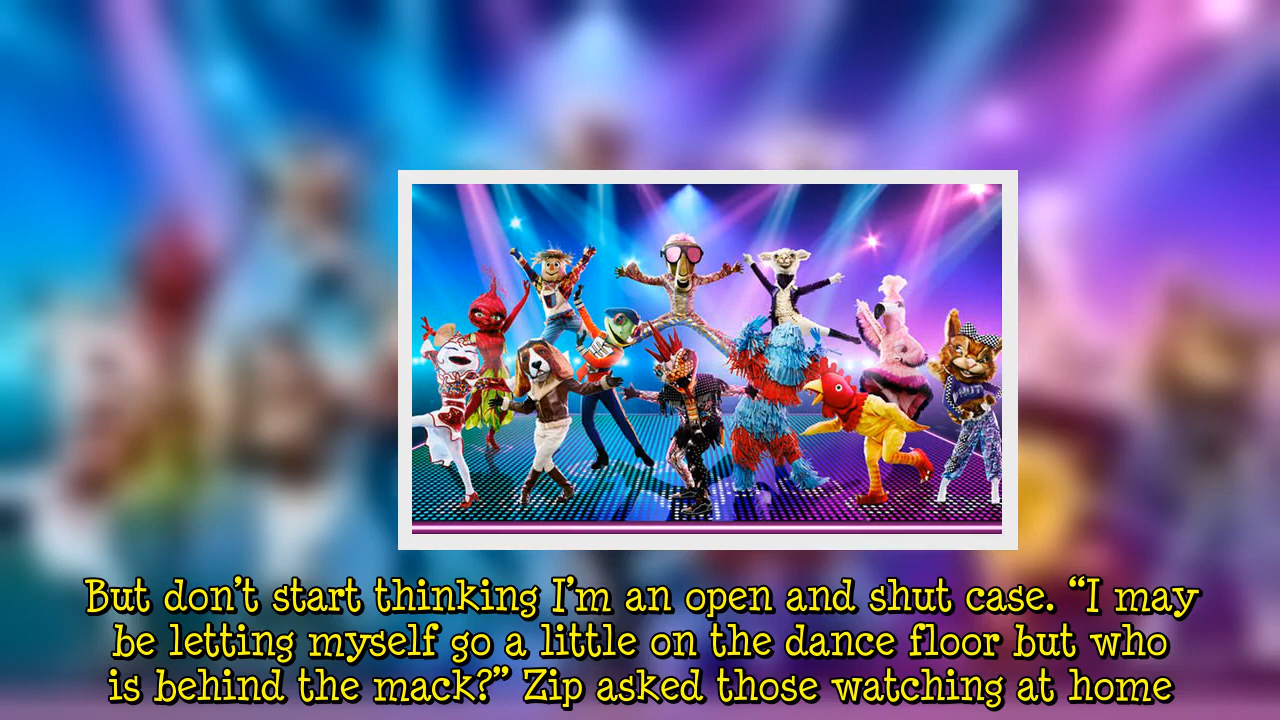 But don't start thinking I'm an open and shut case. “I may
be letting myself go a little on the dance floor but who
is behind the mack?” Zip asked those watching at home